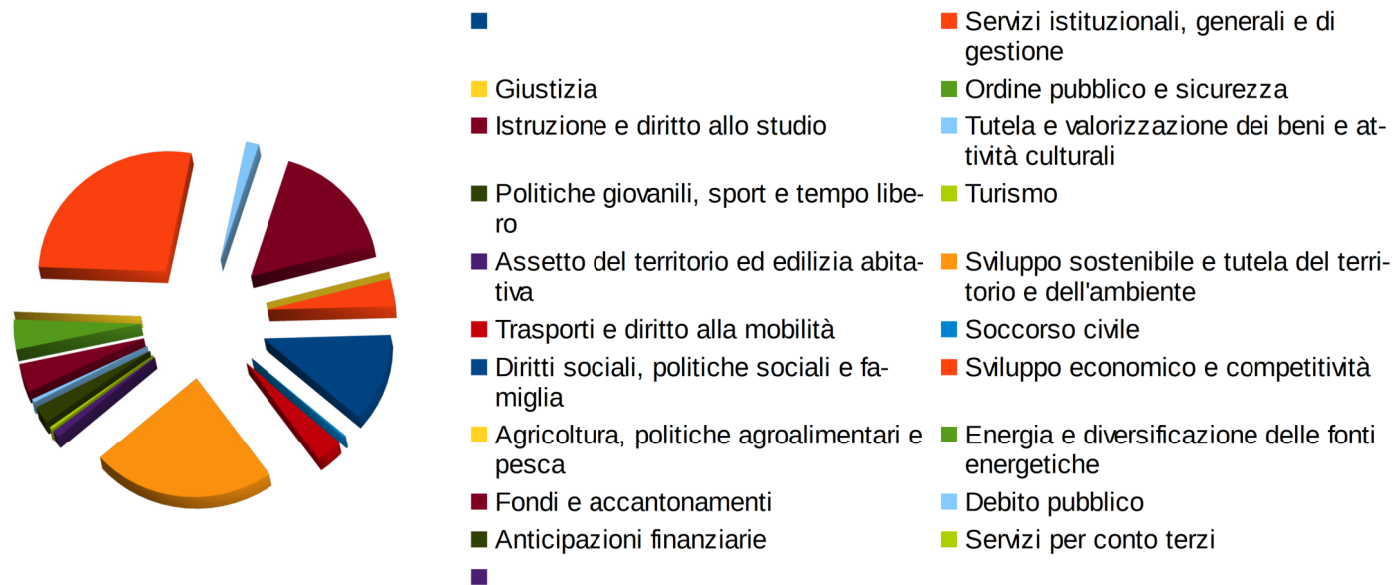 Servizi istituzionali, generali e di
gestione
Giustizia
Ordine pubblico e sicurezza
Istruzione e diritto allo studio
Tutela e valorizzazione dei beni e at-
tività culturali
Politiche giovanili, sport e tempo libe-
ro
Turismo
Assetto del territorio ed edilizia abita-
tiva
Sviluppo sostenibile e tutela del terri-
torio e dell'ambiente
Trasporti e diritto alla mobilità
Soccorso civile
Diritti sociali, politiche sociali e fa-
miglia
Sviluppo economico e competitività
Agricoltura, politiche agroalimentari e
pesca
Energia e diversificazione delle fonti
energetiche
Fondi e accantonamenti
Debito pubblico
Anticipazioni finanziarie
Servizi per conto terzi